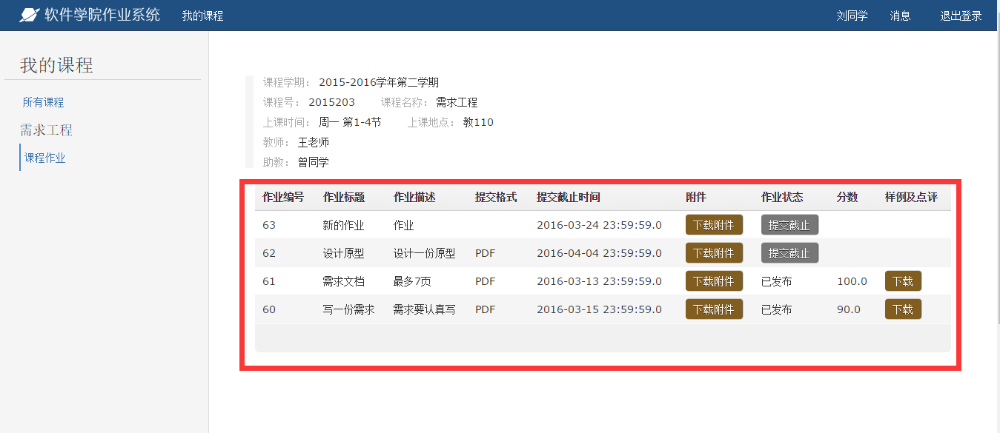 软件学院作业系统 我的课程 刘同学 消息 退出登录
我的课程
所有课程
需求工程
课程作业
课程学期： 2015-2016学年第二学期
课程号： 2015203 课程名称： 需求工程
上课时间： 周一 第1-4节 上课地点： 教110
教师： 王老师
助教： 曾同学
作业编号 作业标题 作业描述 提交格式 提交截止时间 附件 作业状态 分数 样例及点评
63 新的作业 作业 2016-03-24 23:59:59.0 下载附件 提交截止
62 设计原型 设计一份原型 PDF 2016-04-04 23:59:59.0 下载附件 提交截止
61 需求文档 最多7页 PDF 2016-03-13 23:59:59.0 下载附件 已发布 100.0 下载
60 写一份需求 需求要认真写 PDF 2016-03-15 23:59:59.0 下载附件 已发布 90.0 下载